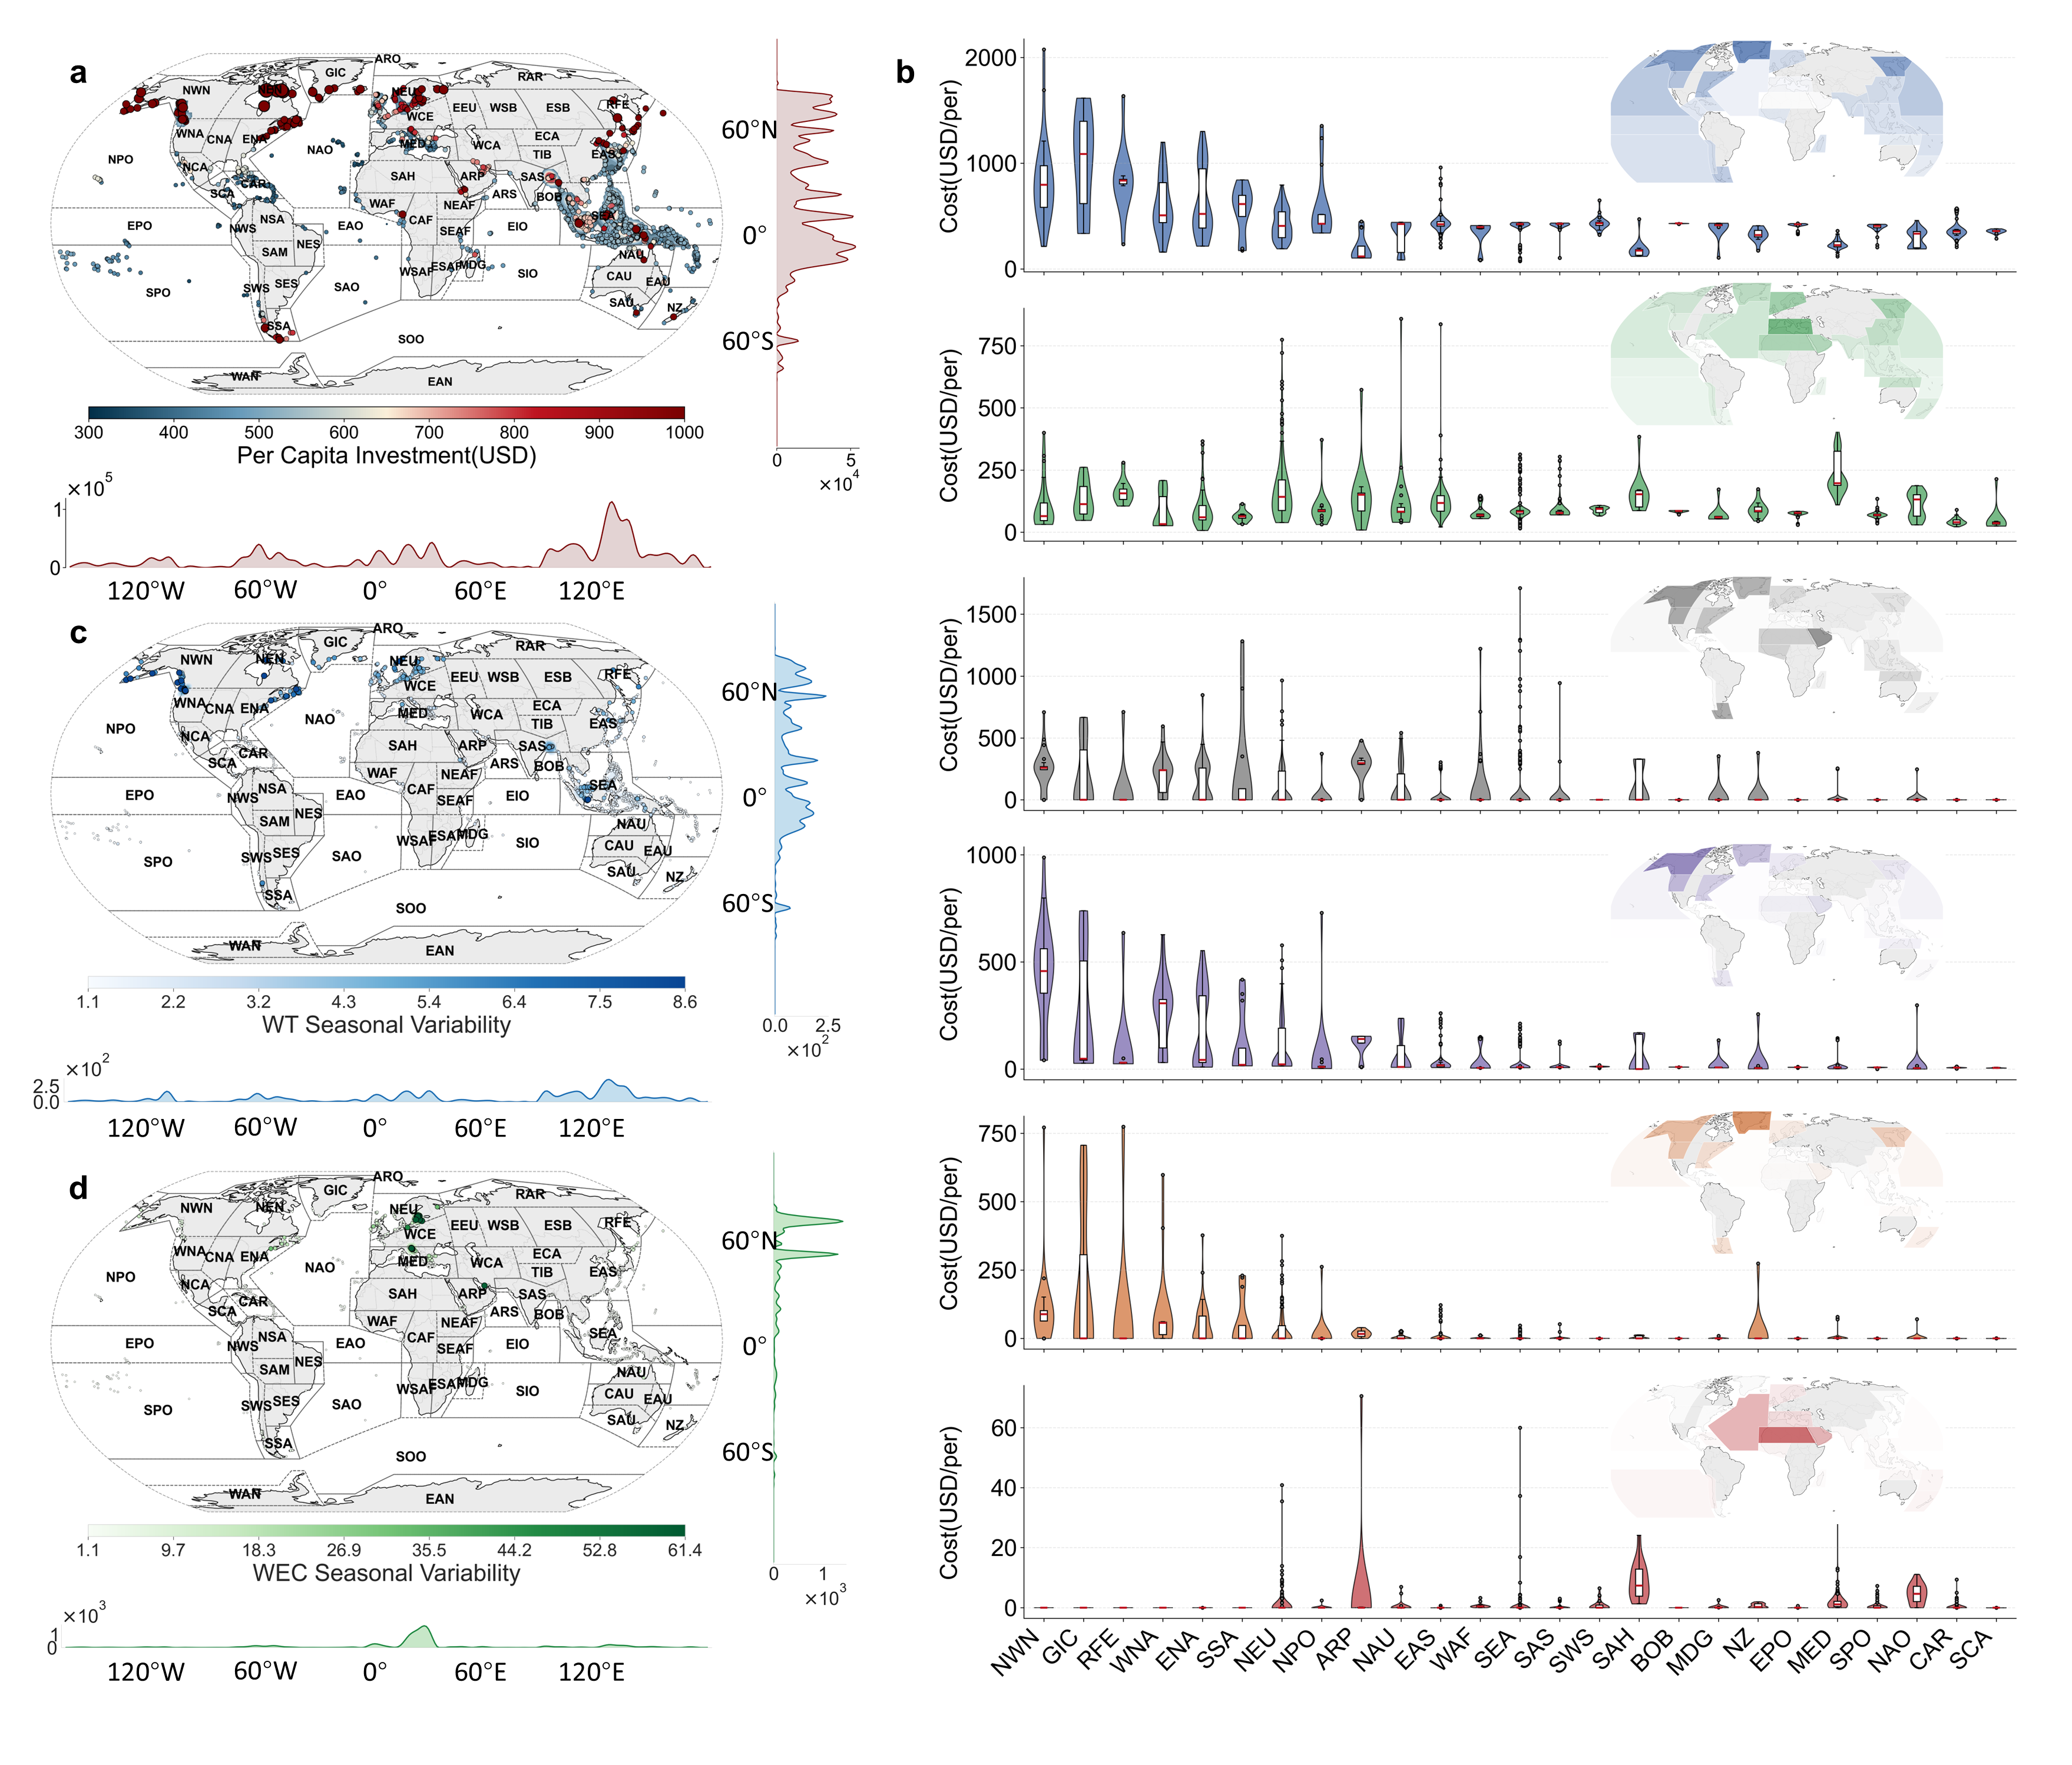 a
ARO
GIC
RAR
NWN
NEN
NEU
RFE
EEU
WSB
ESB
WCE
WNA
CNA
ENA
ECA
NAO
MED
WCA
TIB
EAS
NPO
NCA
SAH
ARP
SAS
SCA
CAR
ARS
BOB
WAF
NEAF
SEA
NSA
CAF
EPO
NWS
EAO
SEAF
EIO
NES
SAM
NAU
WSAF
ESAF
MDG
SIO
CAU
EAU
SPO
SWS
SES
SAO
SAU
NZ
SSA
SOO
WAN
EAN
60°N
0°
60°S
0 5
×10⁴
300 400 500 600 700 800 900 1000
Per Capita Investment(USD)
×10⁵
1
0
120°W 60°W 0° 60°E 120°E
c
ARO
GIC
RAR
NWN
NEN
NEU
RFE
EEU
WSB
ESB
WCE
WNA
CNA
ENA
ECA
NAO
MED
WCA
TIB
EAS
NPO
NCA
SAH
ARP
SAS
SCA
CAR
ARS
BOB
WAF
NEAF
SEA
NSA
CAF
EPO
NWS
EAO
SEAF
EIO
NES
SAM
NAU
WSAF
ESAF
MDG
SIO
CAU
EAU
SPO
SWS
SES
SAO
SAU
NZ
SSA
SOO
WAN
EAN
60°N
0°
60°S
0.0 2.5
×10²
1.1 2.2 3.2 4.3 5.4 6.4 7.5 8.6
WT Seasonal Variability
×10²
2.5
0.0
120°W 60°W 0° 60°E 120°E
d
ARO
GIC
RAR
NWN
NEN
NEU
RFE
EEU
WSB
ESB
WCE
WNA
CNA
ENA
ECA
NAO
MED
WCA
TIB
EAS
NPO
NCA
SAH
ARP
SAS
SCA
CAR
ARS
BOB
WAF
NEAF
SEA
NSA
CAF
EPO
NWS
EAO
SEAF
EIO
NES
SAM
NAU
WSAF
ESAF
MDG
SIO
CAU
EAU
SPO
SWS
SES
SAO
SAU
NZ
SSA
SOO
WAN
EAN
60°N
0°
60°S
0 1
×10³
1.1 9.7 18.3 26.9 35.5 44.2 52.8 61.4
WEC Seasonal Variability
×10³
1
0
120°W 60°W 0° 60°E 120°E
b
Cost(USD/per)
2000
1000
0
Cost(USD/per)
750
500
250
0
Cost(USD/per)
1500
1000
500
0
Cost(USD/per)
1000
500
0
Cost(USD/per)
750
500
250
0
Cost(USD/per)
60
40
20
0
NWN GIC RFE WNA ENA SSA NEU NPO ARP NAU EAS WAF SEA SAS SWS SAH BOB MDG NZ EPO MED SPO NAO CAR SCA